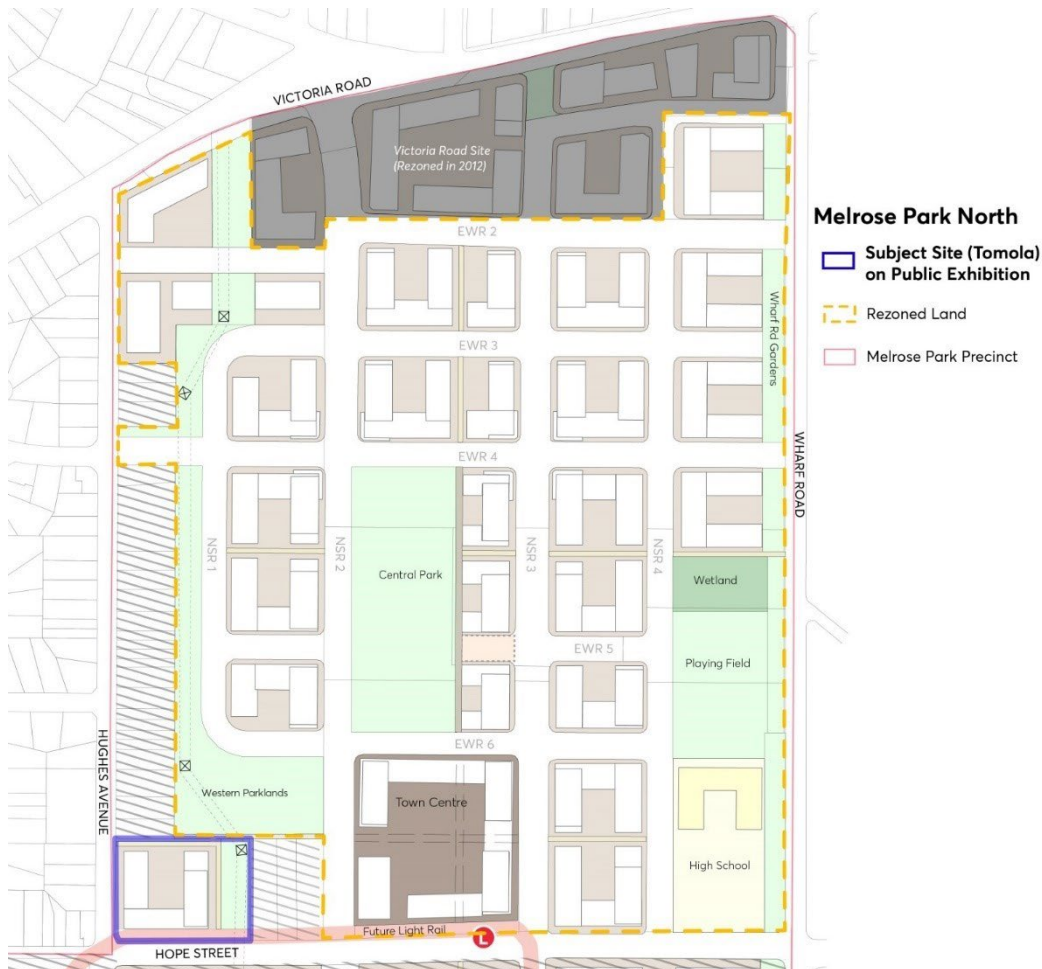 VICTORIA ROAD
Victoria Road Site
(Rezoned in 2012)
Melrose Park North
Subject Site (Tomola)
on Public Exhibition
Rezoned Land
Melrose Park Precinct
EWR 2
Wharf Rd Gardens
EWR 3
WHARF ROAD
EWR 4
NSR 1
NSR 2
Central Park
NSR 3
NSR 4
Wetland
EWR 5
Playing Field
HUGHES AVENUE
EWR 6
Western Parklands
Town Centre
High School
Future Light Rail
L
HOPE STREET